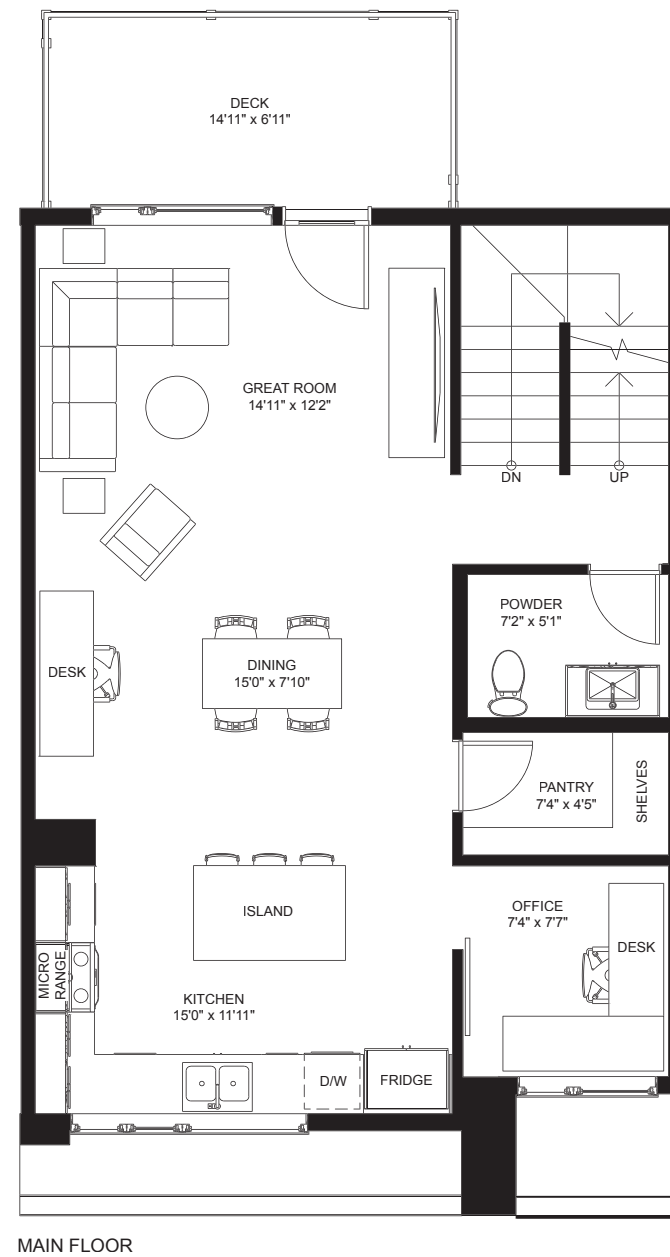 DECK
14'11" x 6'11"
GREAT ROOM
14'11" x 12'2"
DN
UP
POWDER
7'2" x 5'1"
DESK
DINING
15'0" x 7'10"
PANTRY
7'4" x 4'5"
SHELVES
ISLAND
OFFICE
7'4" x 7'7"
DESK
MICRO
RANGE
KITCHEN
15'0" x 11'11"
D/W
FRIDGE
MAIN FLOOR